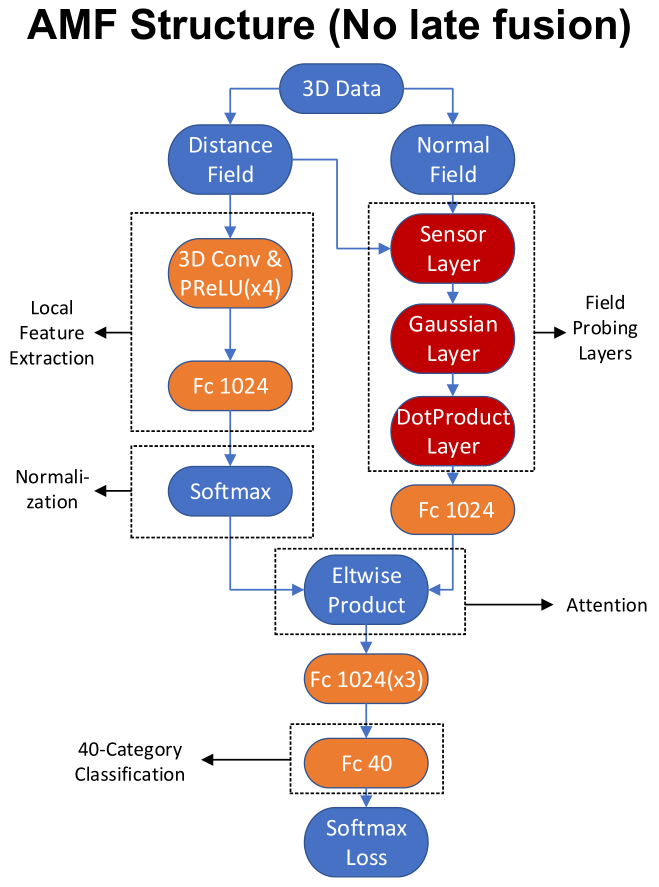 AMF Structure (No late fusion)
3D Data
Distance
Field
Normal
Field
3D Conv &
PReLU(x4)
Sensor
Layer
Local
Feature
Extraction
Gaussian
Layer
Field
Probing
Layers
Fc 1024
DotProduct
Layer
Normali-
zation
Softmax
Fc 1024
Eltwise
Product
Attention
Fc 1024(x3)
40-Category
Classification
Fc 40
Softmax
Loss